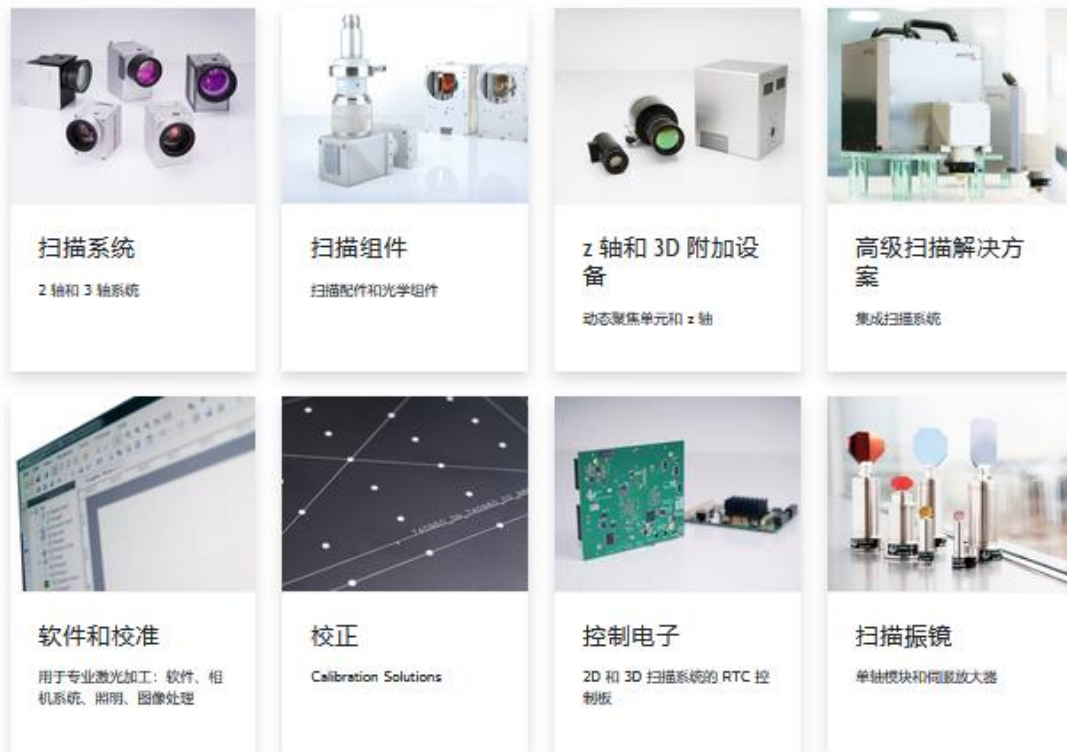 扫描系统
2 轴和 3 轴系统
扫描组件
扫描配件和光学组件
z 轴和 3D 附加设
备
动态聚焦单元和 z 轴
高级扫描解决方
案
集成扫描系统
软件和校准
用于专业激光加工：软件、相
机系统、照明、图像处理
校正
Calibration Solutions
控制电子
2D 和 3D 扫描系统的 RTC 控
制板
扫描振镜
单轴模块和伺服放大器